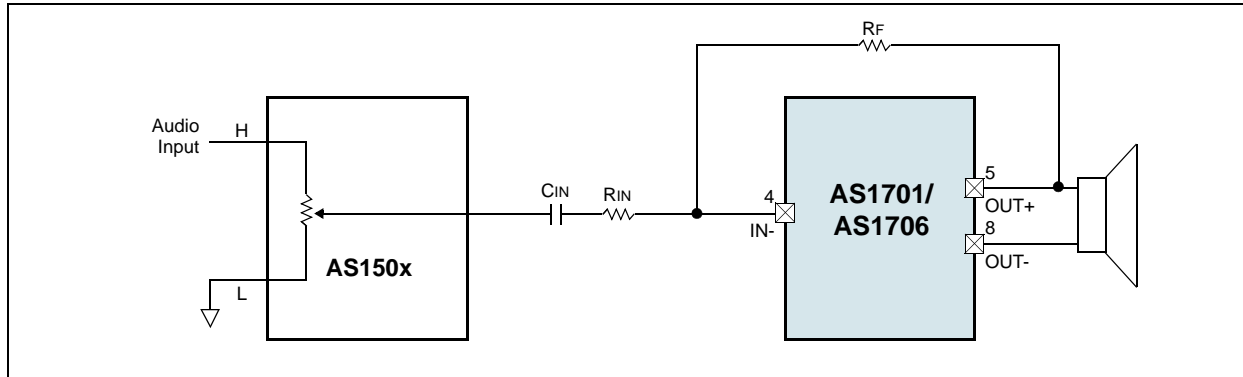 RF
Audio
Input
H
CIN
RIN
4
IN-
AS1701/
AS1706
5
OUT+
8
OUT-
AS150x
L